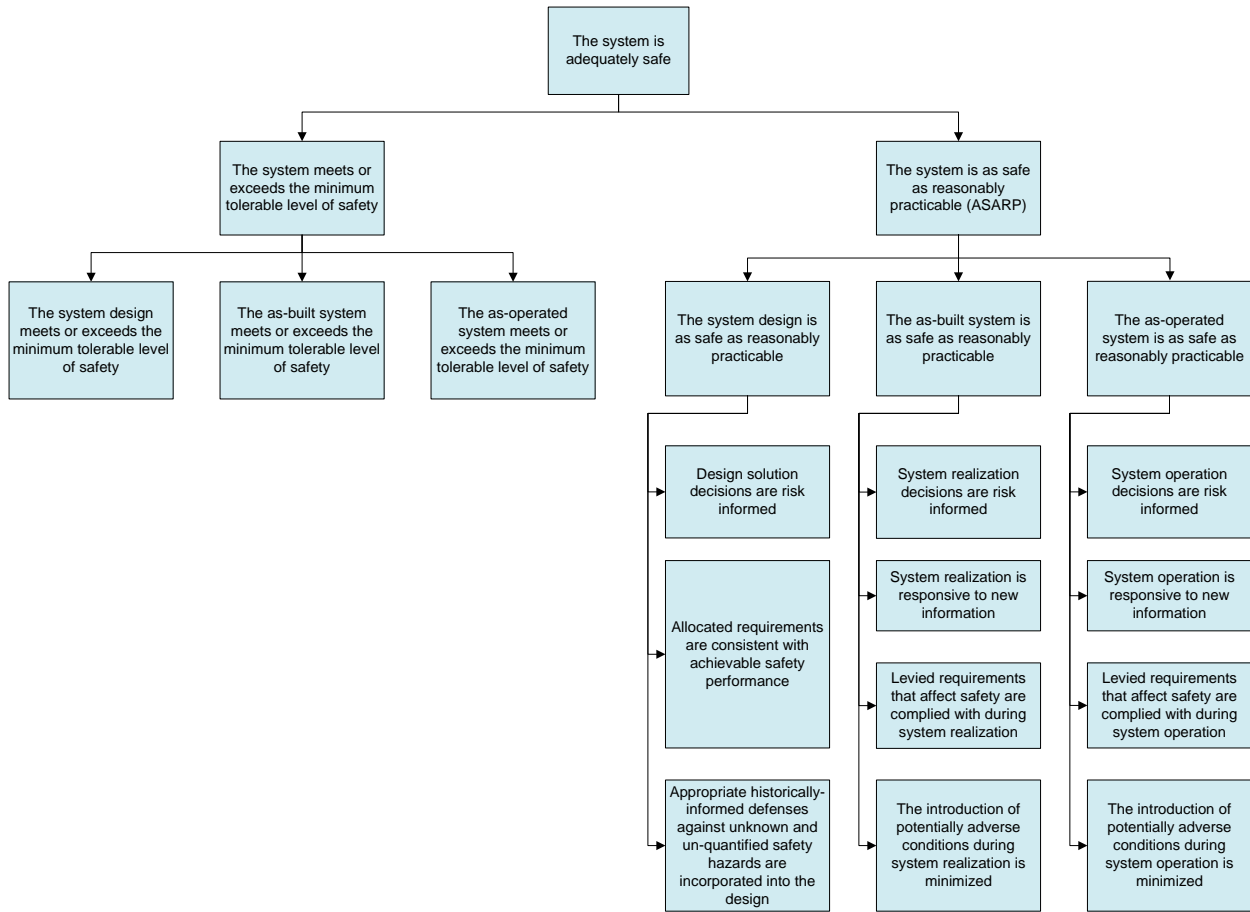 The system is
adequately safe
The system meets or
exceeds the minimum
tolerable level of safety
The system is as safe
as reasonably
practicable (ASARP)
The system design
meets or exceeds the
minimum tolerable level
of safety
The as-built system
meets or exceeds the
minimum tolerable level
of safety
The as-operated
system meets or
exceeds the minimum
tolerable level of safety
The system design is
as safe as reasonably
practicable
The as-built system is
as safe as reasonably
practicable
The as-operated
system is as safe as
reasonably practicable
Design solution
decisions are risk
informed
Allocated requirements
are consistent with
achievable safety
performance
Appropriate historically-
informed defenses
against unknown and
un-quantified safety
hazards are
incorporated into the
design
System realization
decisions are risk
informed
System realization is
responsive to new
information
Levied requirements
that affect safety are
complied with during
system realization
The introduction of
potentially adverse
conditions during
system realization is
minimized
System operation
decisions are risk
informed
System operation is
responsive to new
information
Levied requirements
that affect safety are
complied with during
system operation
The introduction of
potentially adverse
conditions during
system operation is
minimized